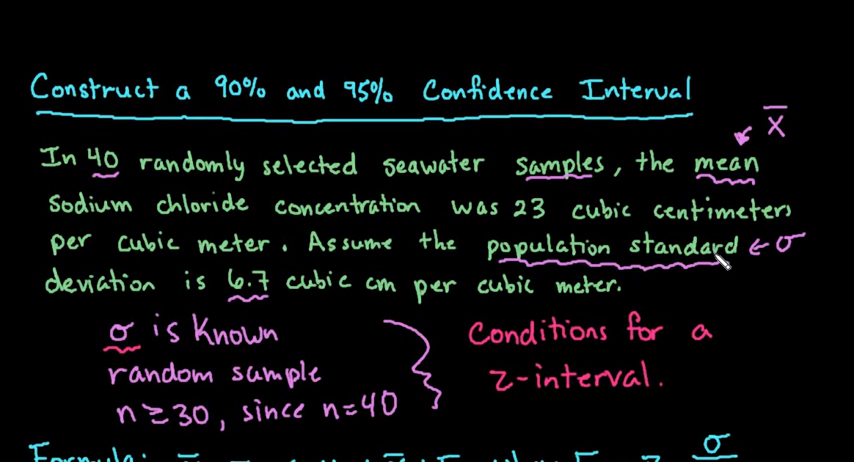 Construct a 90% and 95% Confidence Interval
x̄
In 40 randomly selected seawater samples, the mean
sodium chloride concentration was 23 cubic centimeters
per cubic meter. Assume the population standard ← σ
deviation is 6.7 cubic cm per cubic meter.
σ is known
random sample
n ≥ 30, since n=40
Conditions for a
z-interval.
Formula:
σ